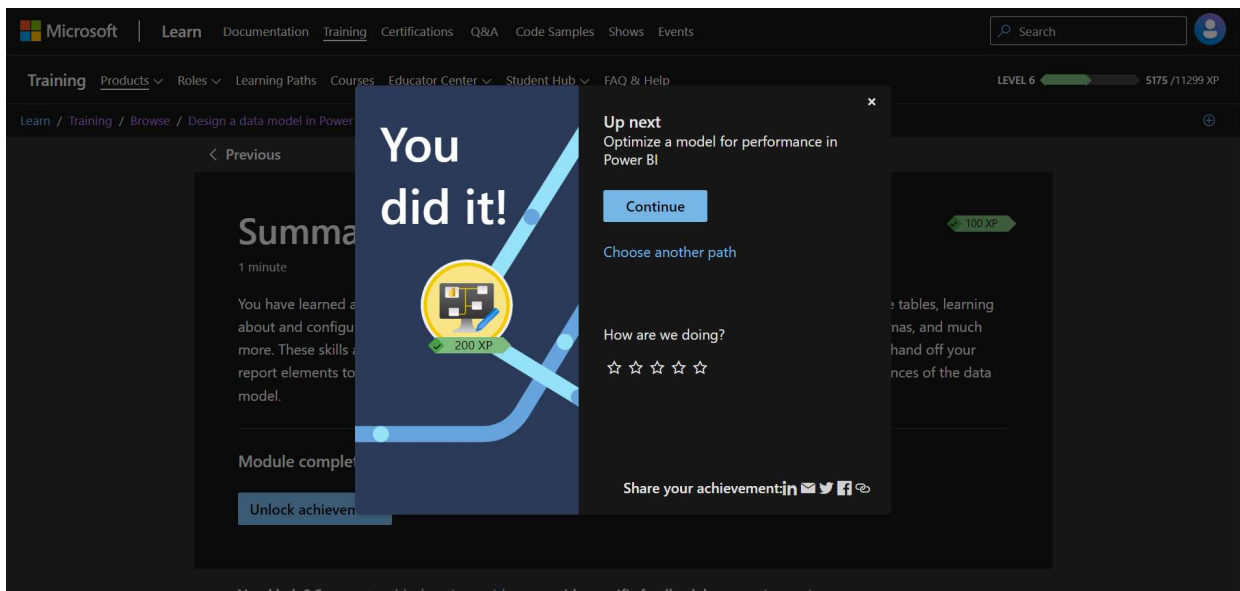 Microsoft Learn Documentation Training Certifications Q&A Code Samples Shows Events Search
Training Products Roles Learning Paths Courses Educator Center Student Hub FAQ & Help LEVEL 6 5175 /11299 XP
Learn / Training / Browse / Design a data model in Power
Previous
Summa
100 XP
1 minute
You have learned a
e tables, learning
about and configu
mas, and much
more. These skills a
hand off your
report elements to
nces of the data
model.
Module complet
Unlock achieven
You
did it!
200 XP
Up next
Optimize a model for performance in
Power BI
Continue
Choose another path
How are we doing?
Share your achievement: